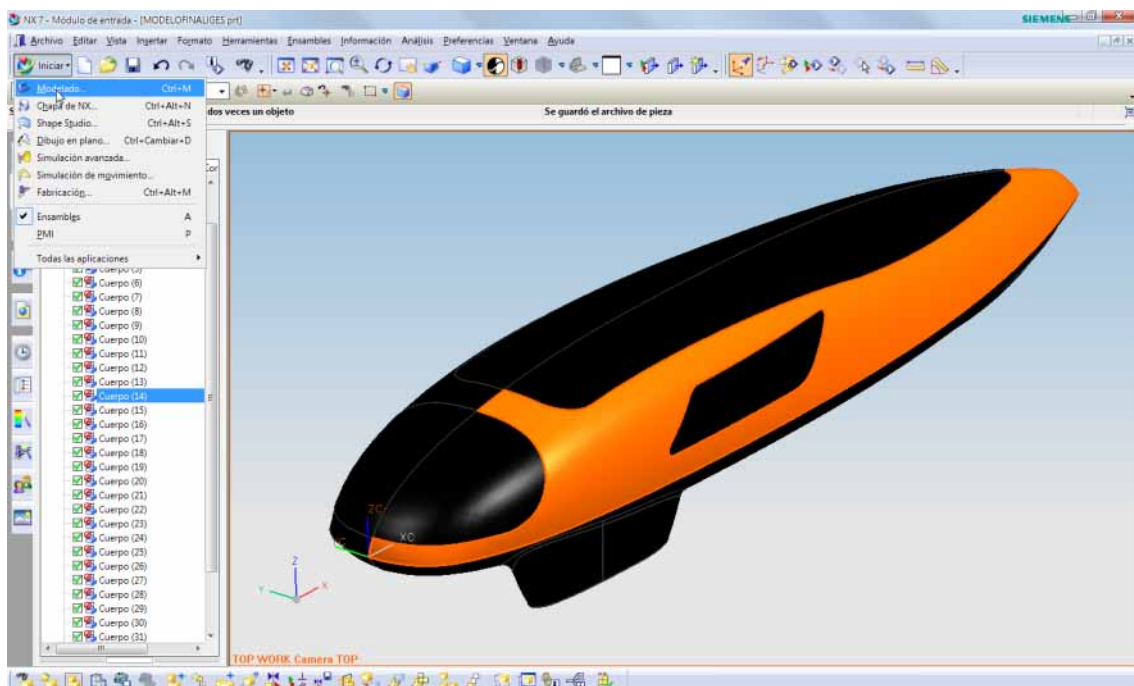 NX 7 - Módulo de entrada - [MODELOFINALIGES.prt]
SIEMENS
Archivo Editar Vista Insertar Formato Herramientas Ensambles Información Análisis Preferencias Ventana Ayuda
Iniciar
Modelado... Ctrl+M
Chapa de NX... Ctrl+Alt+N
Shape Studio... Ctrl+Alt+S
Dibujo en plano... Ctrl+Cambiar+D
Simulación avanzada...
Simulación de movimiento...
Fabricación... Ctrl+Alt+M
Ensambles A
PMI P
Todas las aplicaciones
dos veces un objeto
Se guardó el archivo de pieza
Cor
Cuerpo (5)
Cuerpo (6)
Cuerpo (7)
Cuerpo (8)
Cuerpo (9)
Cuerpo (10)
Cuerpo (11)
Cuerpo (12)
Cuerpo (13)
Cuerpo (14)
Cuerpo (15)
Cuerpo (16)
Cuerpo (17)
Cuerpo (18)
Cuerpo (19)
Cuerpo (20)
Cuerpo (21)
Cuerpo (22)
Cuerpo (23)
Cuerpo (24)
Cuerpo (25)
Cuerpo (26)
Cuerpo (27)
Cuerpo (28)
Cuerpo (29)
Cuerpo (30)
Cuerpo (31)
ZC
XC
Z
Y
X
TOP WORK Camera TOP